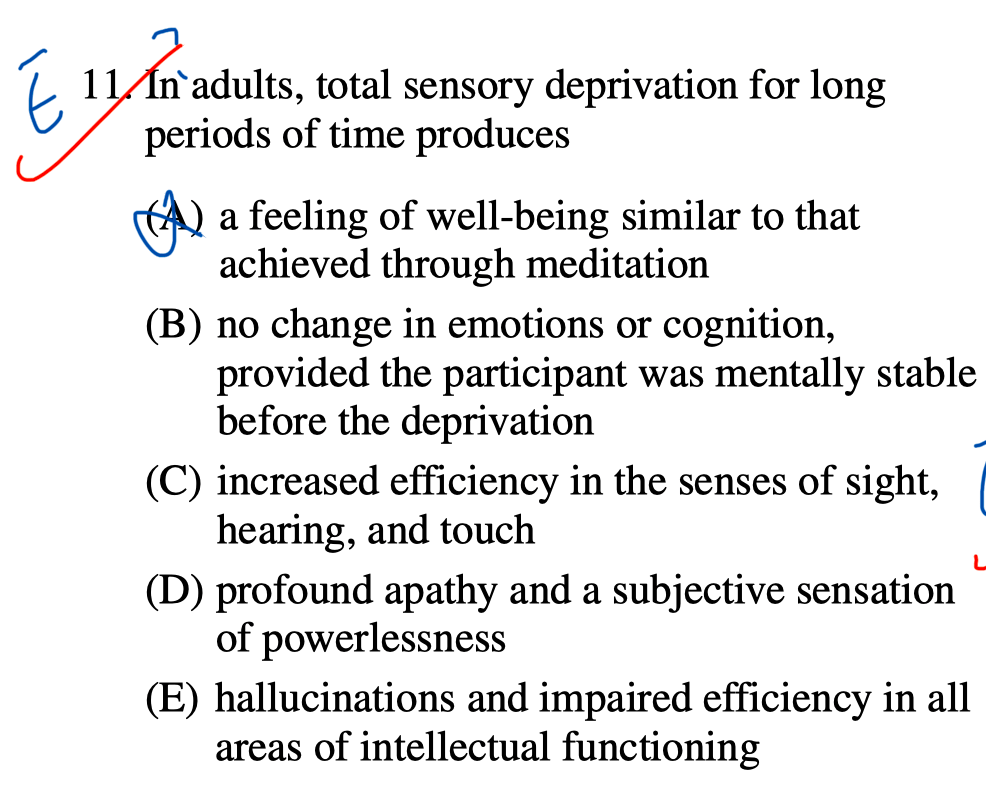 E
11. In adults, total sensory deprivation for long
periods of time produces
(A) a feeling of well-being similar to that
achieved through meditation
(B) no change in emotions or cognition,
provided the participant was mentally stable
before the deprivation
(C) increased efficiency in the senses of sight,
hearing, and touch
(D) profound apathy and a subjective sensation
of powerlessness
(E) hallucinations and impaired efficiency in all
areas of intellectual functioning